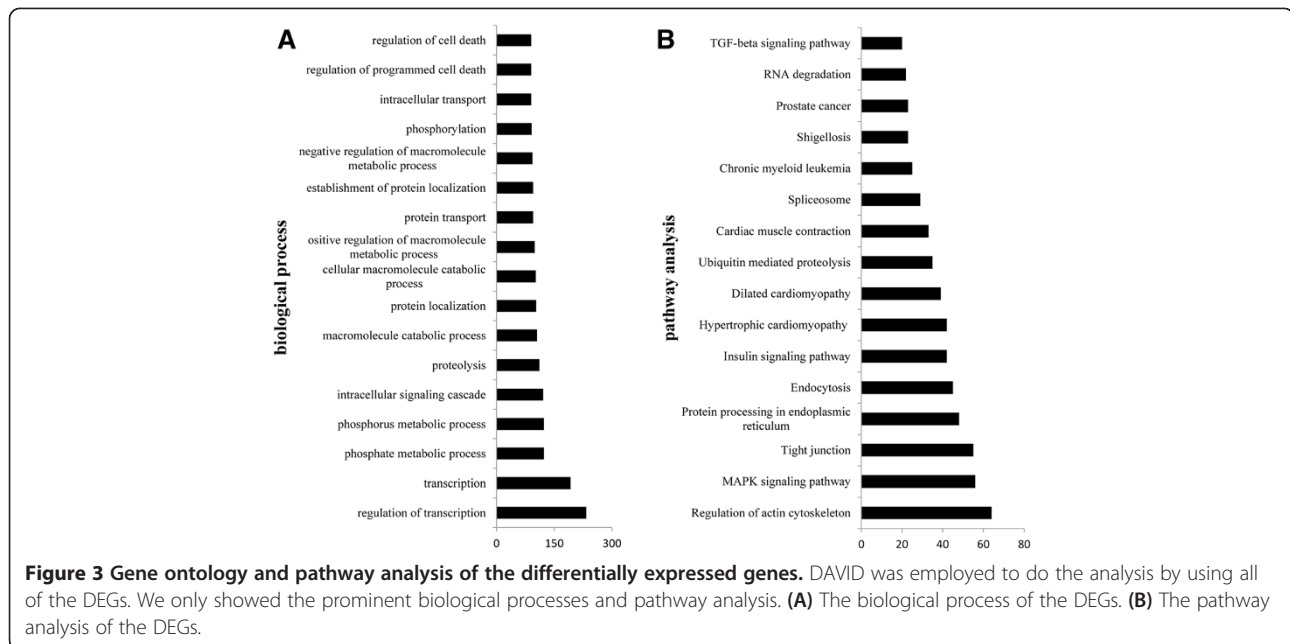 A
regulation of cell death
regulation of programmed cell death
intracellular transport
phosphorylation
negative regulation of macromolecule
metabolic process
establishment of protein localization
protein transport
ositive regulation of macromolecule
metabolic process
cellular macromolecule catabolic
process
protein localization
macromolecule catabolic process
proteolysis
intracellular signaling cascade
phosphorus metabolic process
phosphate metabolic process
transcription
regulation of transcription
biological process
0 150 300
B
TGF-beta signaling pathway
RNA degradation
Prostate cancer
Shigellosis
Chronic myeloid leukemia
Spliceosome
Cardiac muscle contraction
Ubiquitin mediated proteolysis
Dilated cardiomyopathy
Hypertrophic cardiomyopathy
Insulin signaling pathway
Endocytosis
Protein processing in endoplasmic
reticulum
Tight junction
MAPK signaling pathway
Regulation of actin cytoskeleton
pathway analysis
0 20 40 60 80
Figure 3 Gene ontology and pathway analysis of the differentially expressed genes. DAVID was employed to do the analysis by using all
of the DEGs. We only showed the prominent biological processes and pathway analysis. (A) The biological process of the DEGs. (B) The pathway
analysis of the DEGs.